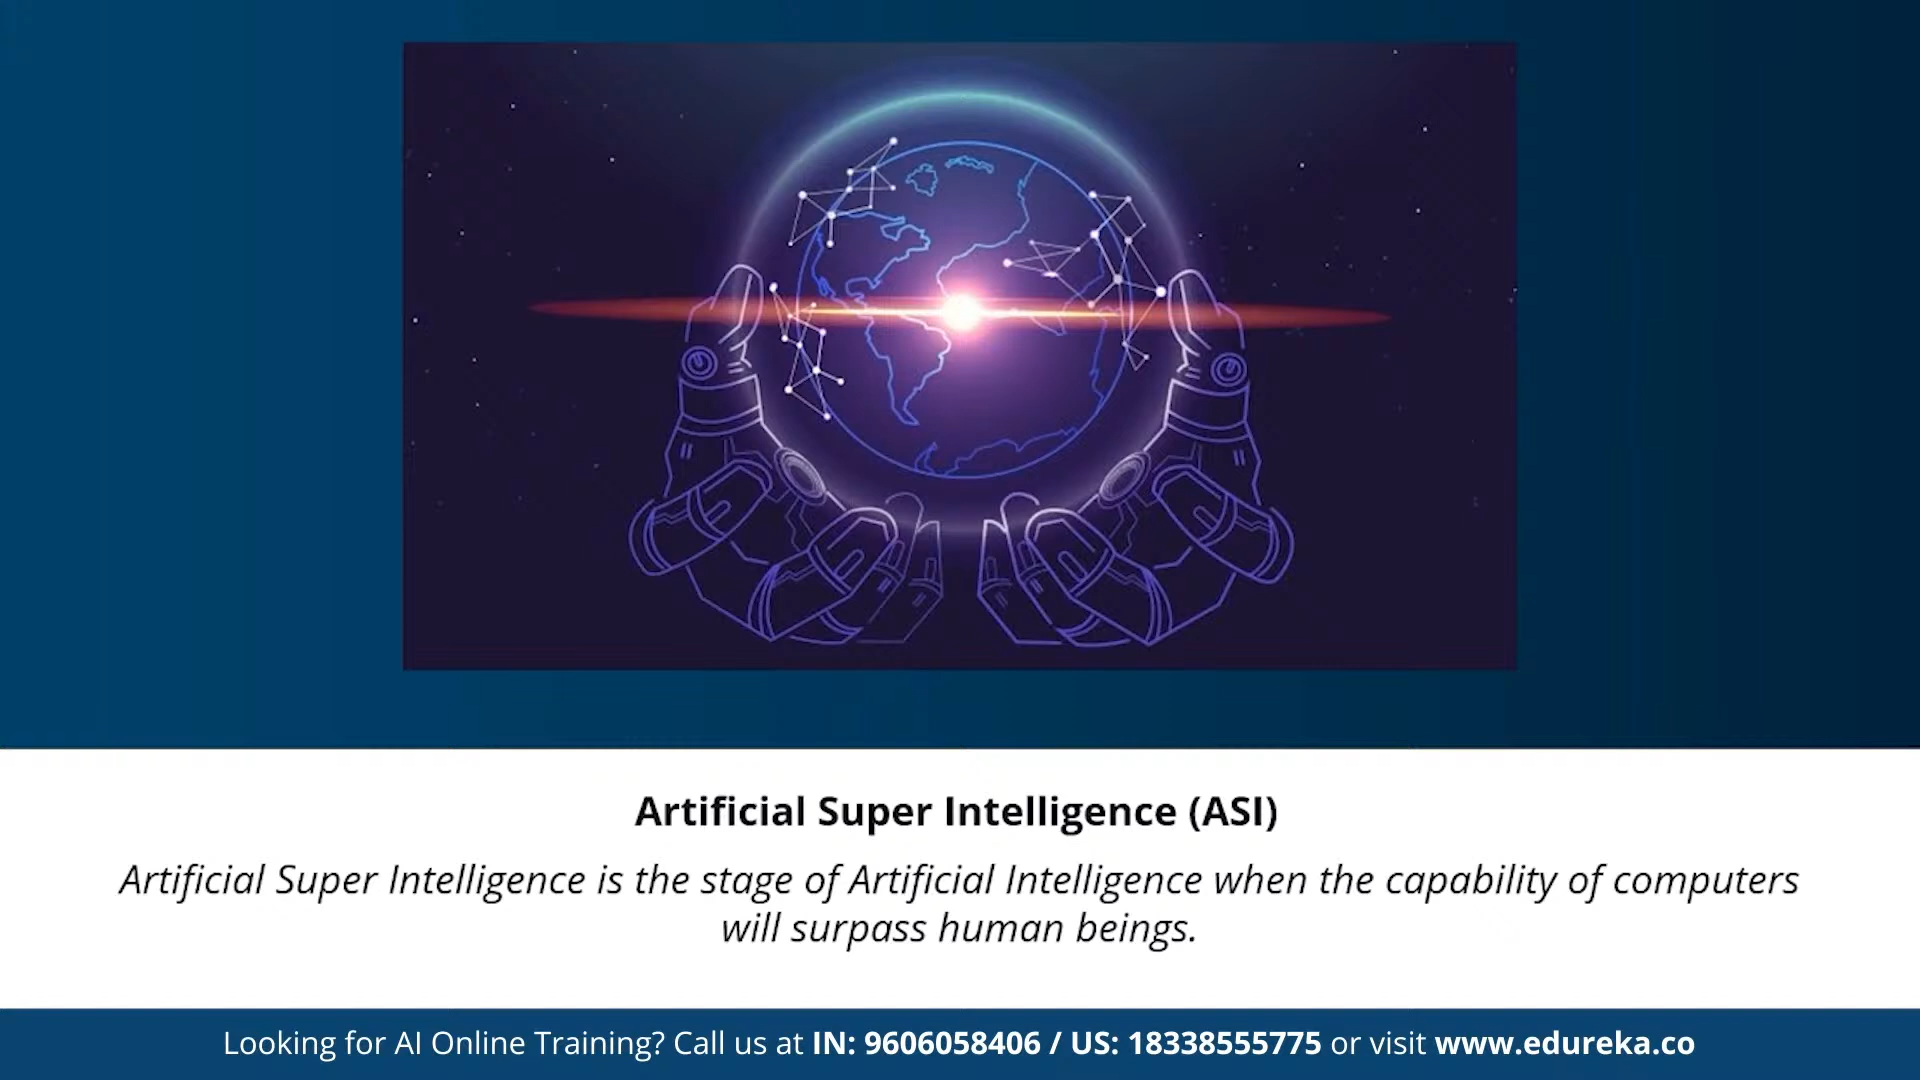 Artificial Super Intelligence (ASI)
Artificial Super Intelligence is the stage of Artificial Intelligence when the capability of computers
will surpass human beings.
Looking for AI Online Training? Call us at IN: 9606058406 / US: 18338555775 or visit www.edureka.co